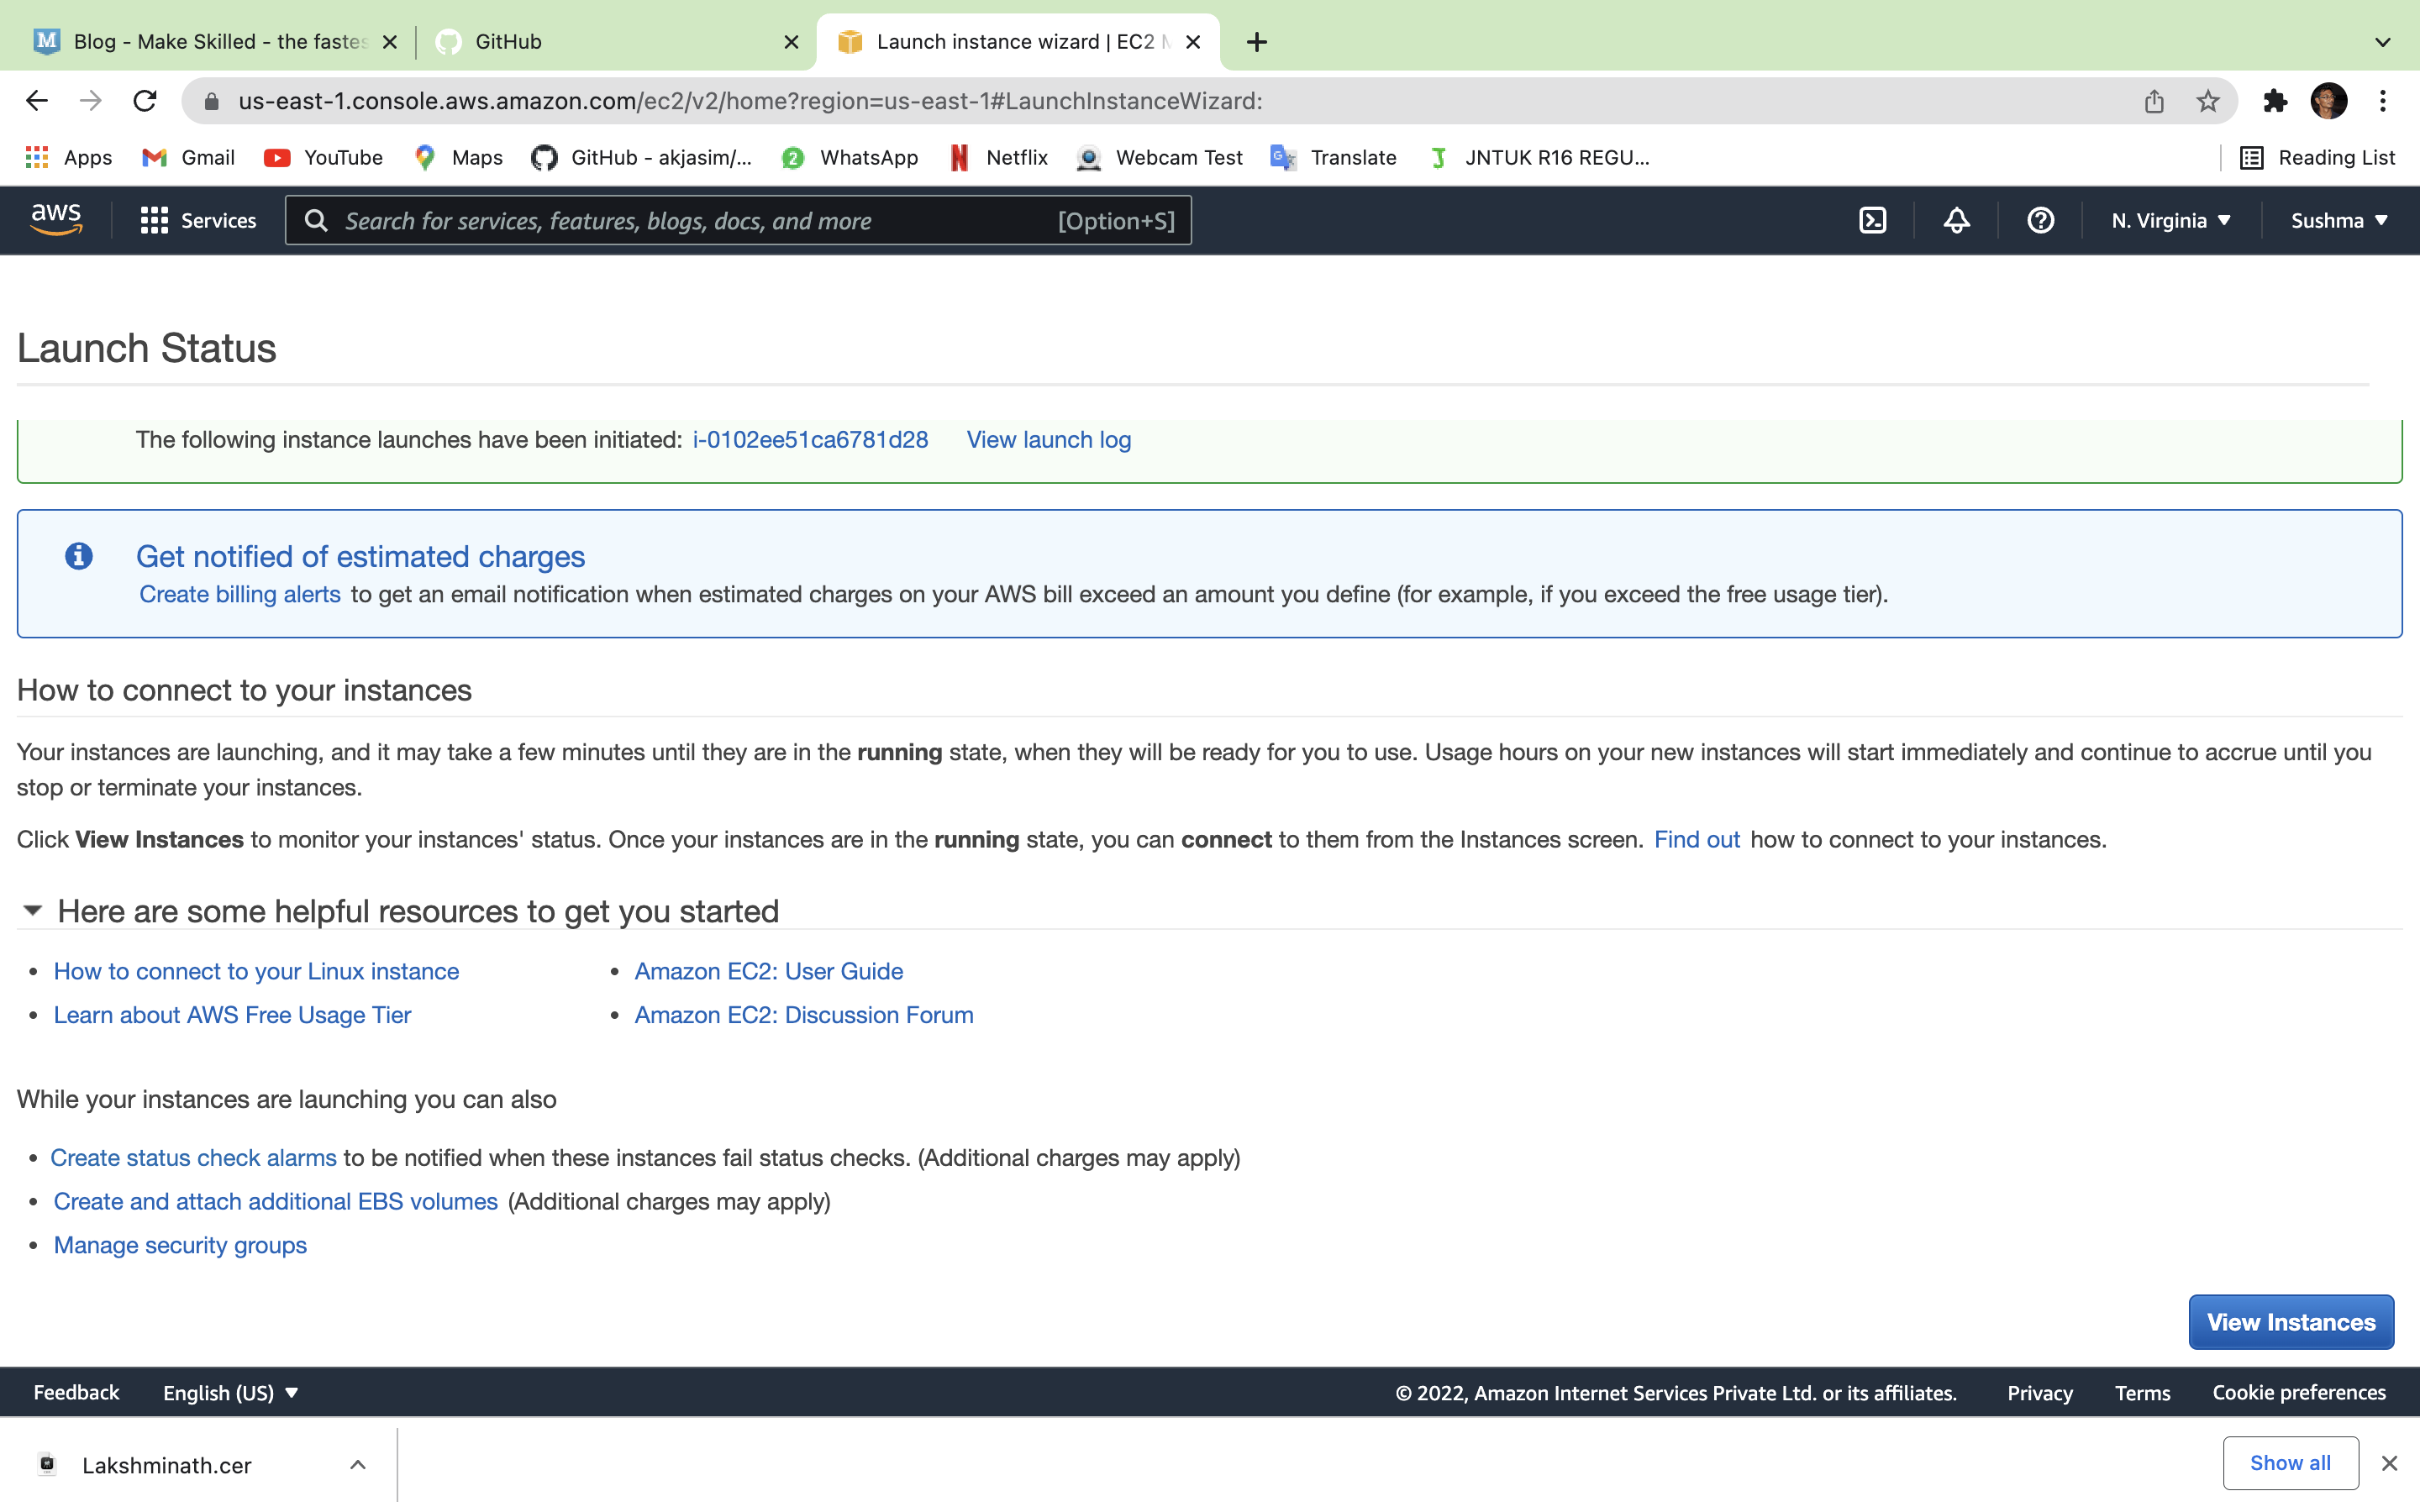 Blog - Make Skilled - the fastes
GitHub
Launch instance wizard | EC2 M
us-east-1.console.aws.amazon.com/ec2/v2/home?region=us-east-1#LaunchInstanceWizard:
Apps Gmail YouTube Maps GitHub - akjasim/... WhatsApp Netflix Webcam Test Translate JNTUK R16 REGU... Reading List
aws Services Search for services, features, blogs, docs, and more [Option+S] N. Virginia Sushma
Launch Status
The following instance launches have been initiated: i-0102ee51ca6781d28 View launch log
Get notified of estimated charges
Create billing alerts to get an email notification when estimated charges on your AWS bill exceed an amount you define (for example, if you exceed the free usage tier).
How to connect to your instances
Your instances are launching, and it may take a few minutes until they are in the running state, when they will be ready for you to use. Usage hours on your new instances will start immediately and continue to accrue until you
stop or terminate your instances.
Click View Instances to monitor your instances' status. Once your instances are in the running state, you can connect to them from the Instances screen. Find out how to connect to your instances.
Here are some helpful resources to get you started
How to connect to your Linux instance
Amazon EC2: User Guide
Learn about AWS Free Usage Tier
Amazon EC2: Discussion Forum
While your instances are launching you can also
Create status check alarms to be notified when these instances fail status checks. (Additional charges may apply)
Create and attach additional EBS volumes (Additional charges may apply)
Manage security groups
View Instances
Feedback English (US) © 2022, Amazon Internet Services Private Ltd. or its affiliates. Privacy Terms Cookie preferences
Lakshminath.cer
Show all